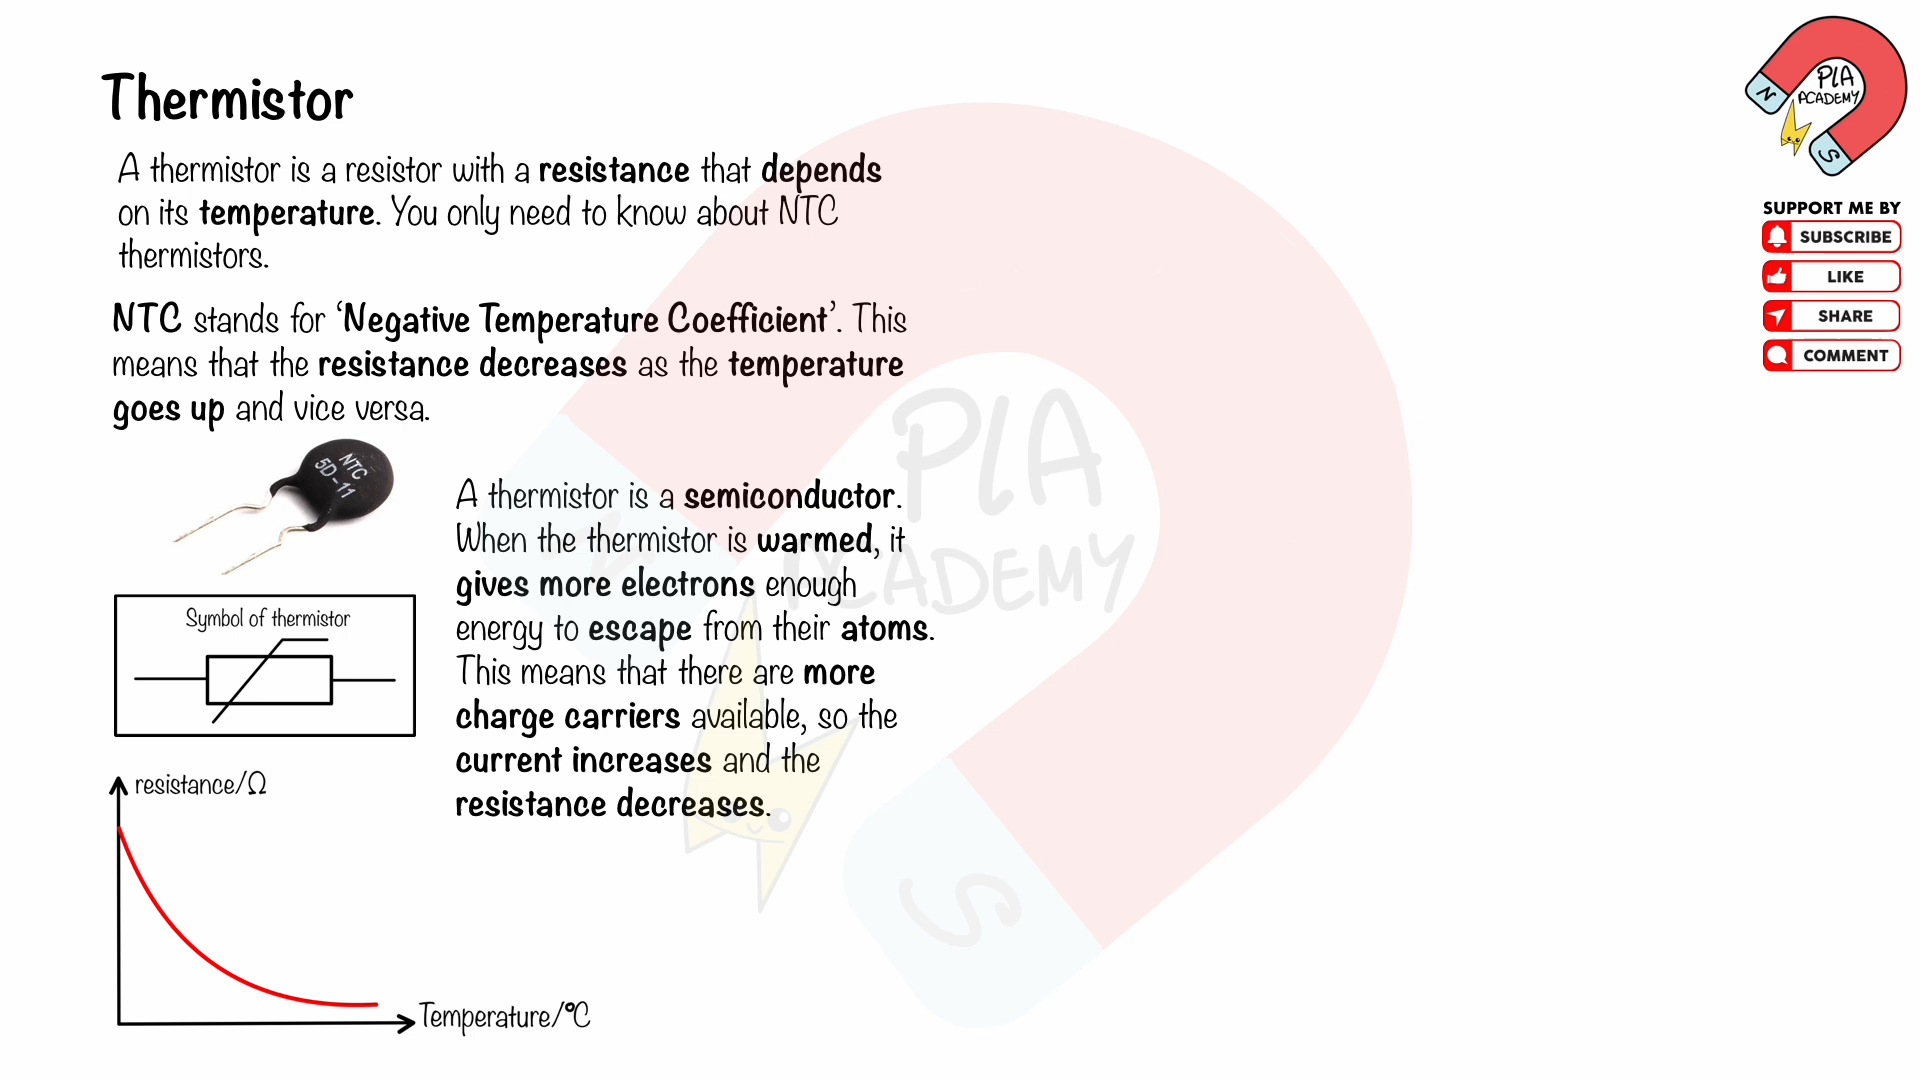 Thermistor
A thermistor is a resistor with a resistance that depends
on its temperature. You only need to know about NTC
thermistors.
NTC stands for ‘Negative Temperature Coefficient’. This
means that the resistance decreases as the temperature
goes up and vice versa.
NTC
5D-11
A thermistor is a semiconductor.
When the thermistor is warmed, it
gives more electrons enough
energy to escape from their atoms.
This means that there are more
charge carriers available, so the
current increases and the
resistance decreases.
Symbol of thermistor
resistance/Ω
Temperature/°C
PLA
ACADEMY
N
S
SUPPORT ME BY
SUBSCRIBE
LIKE
SHARE
COMMENT
PLA
ACADEMY
N
S